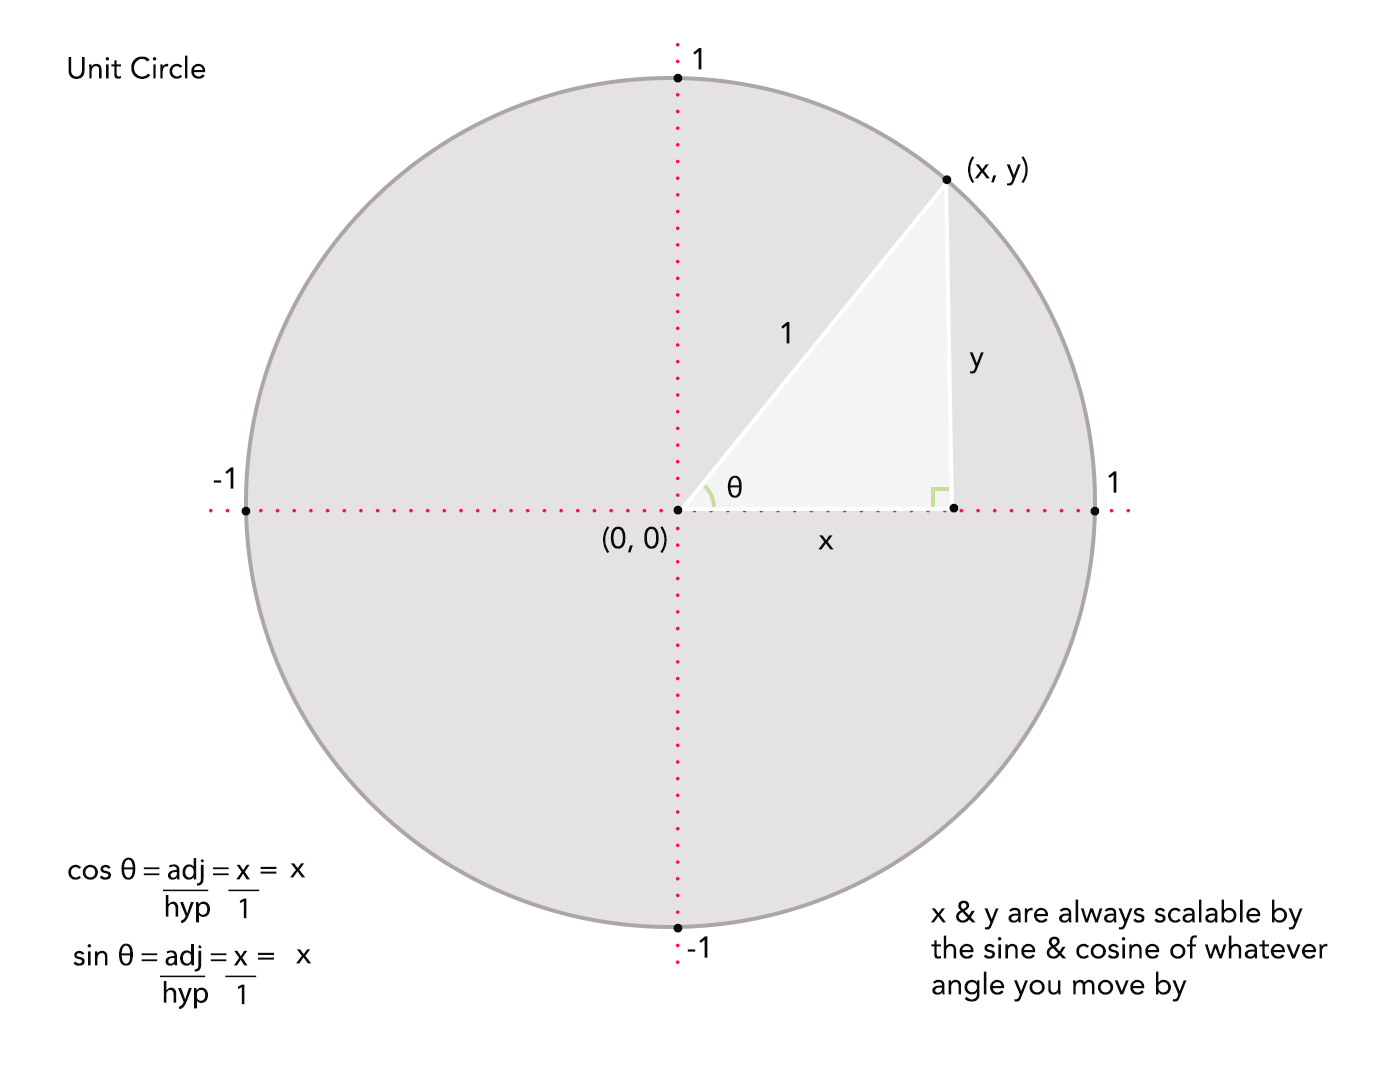 Unit Circle
1
(x, y)
1
y
-1
θ
1
(0, 0)
x
cos θ = adj = x = x
hyp 1
sin θ = adj = x = x
hyp 1
-1
x & y are always scalable by
the sine & cosine of whatever
angle you move by